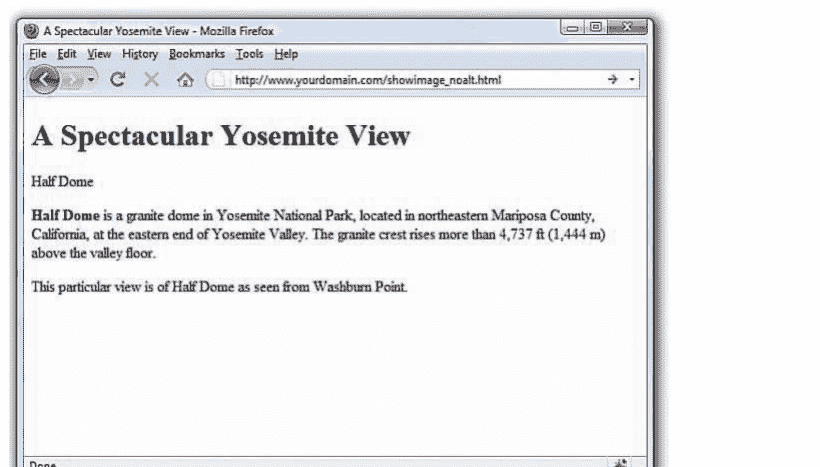 A Spectacular Yosemite View - Mozilla Firefox
File Edit View History Bookmarks Tools Help
http://www.yourdomain.com/showimage_noalt.html
A Spectacular Yosemite View
Half Dome
Half Dome is a granite dome in Yosemite National Park, located in northeastern Mariposa County,
California, at the eastern end of Yosemite Valley. The granite crest rises more than 4,737 ft (1,444 m)
above the valley floor.
This particular view is of Half Dome as seen from Washburn Point.
Done